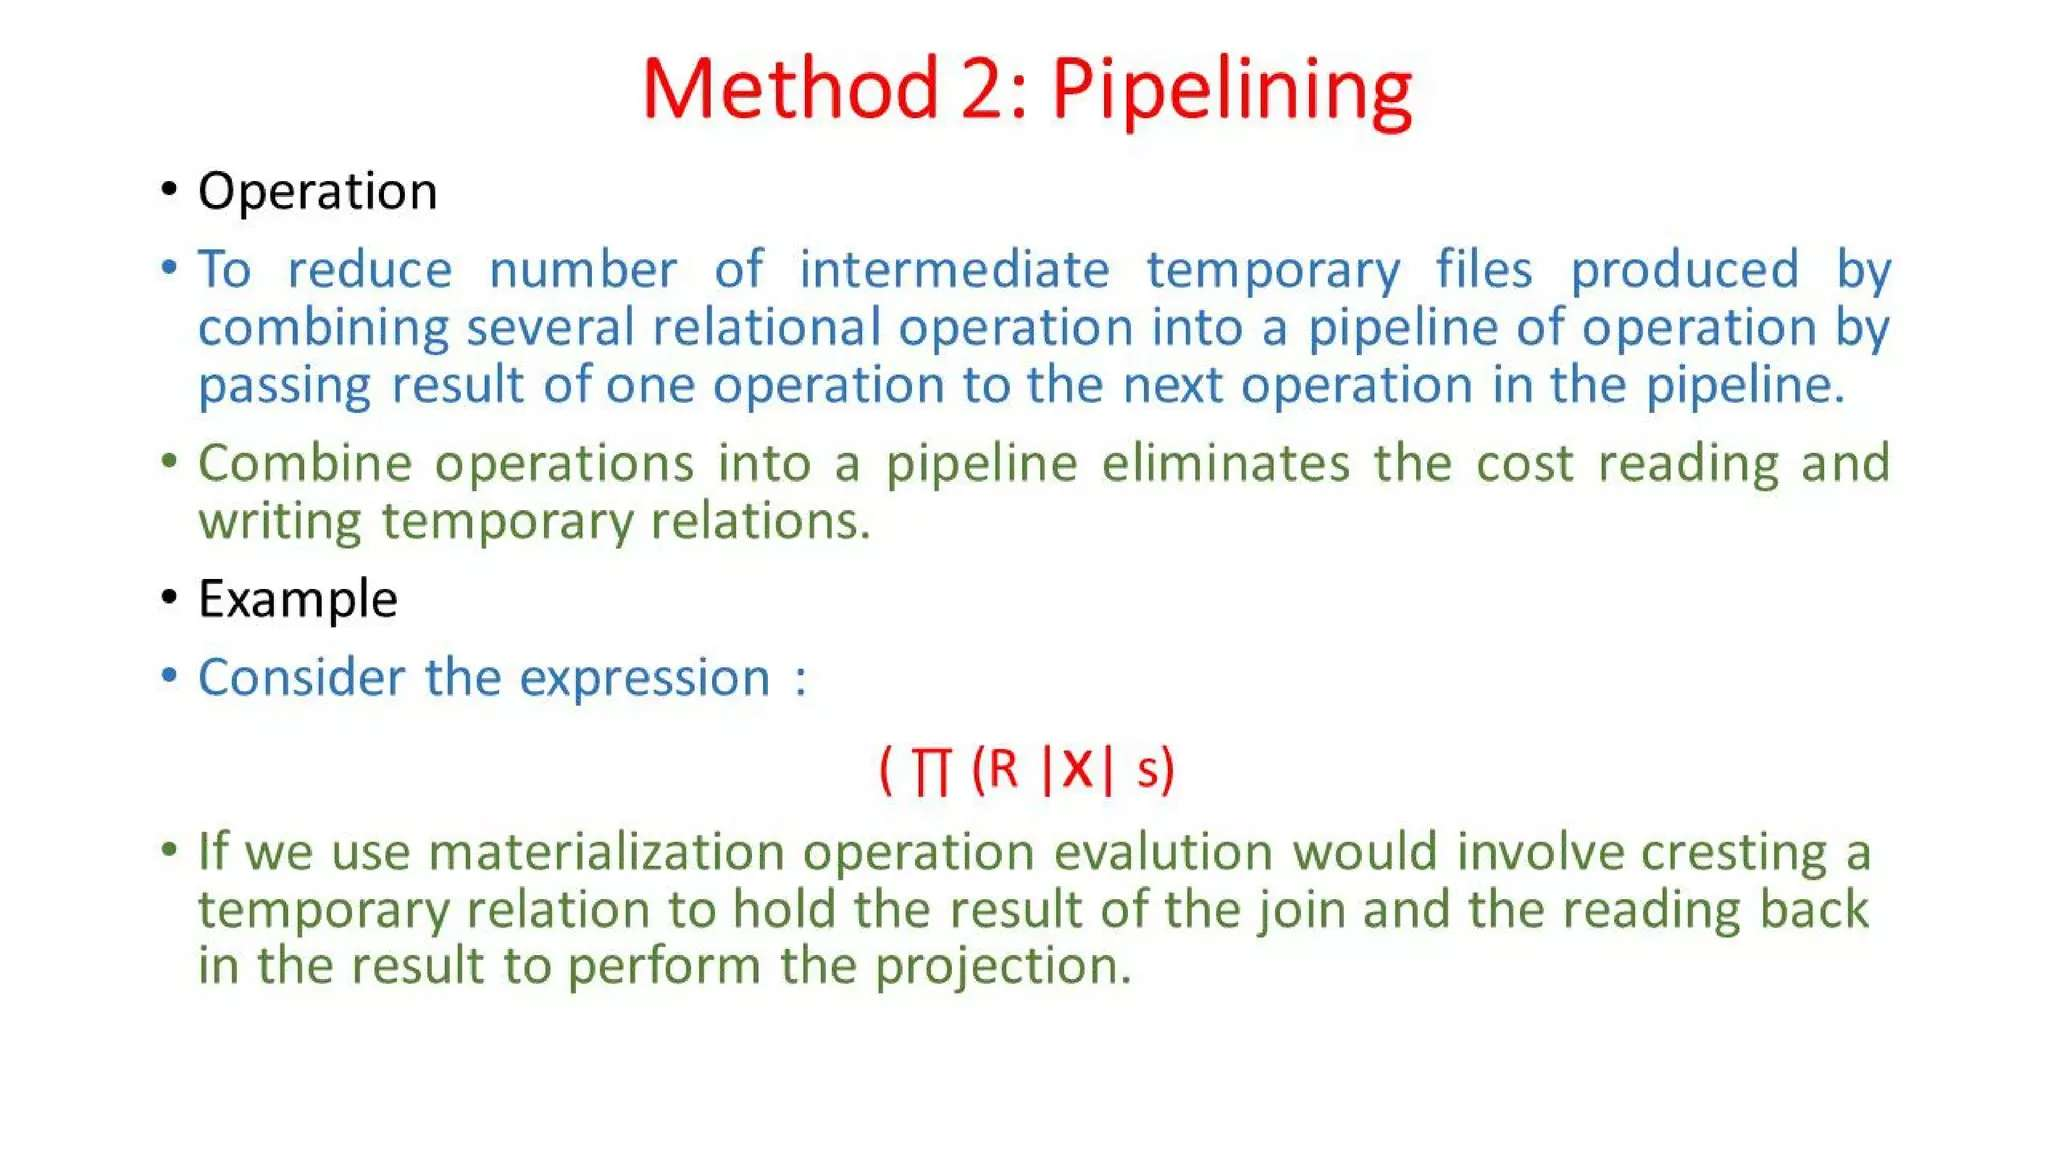 Method 2: Pipelining
• Operation
• To reduce number of intermediate temporary files produced by
combining several relational operation into a pipeline of operation by
passing result of one operation to the next operation in the pipeline.
• Combine operations into a pipeline eliminates the cost reading and
writing temporary relations.
• Example
• Consider the expression :
( ∏ (R |X| s)
• If we use materialization operation evalution would involve cresting a
temporary relation to hold the result of the join and the reading back
in the result to perform the projection.